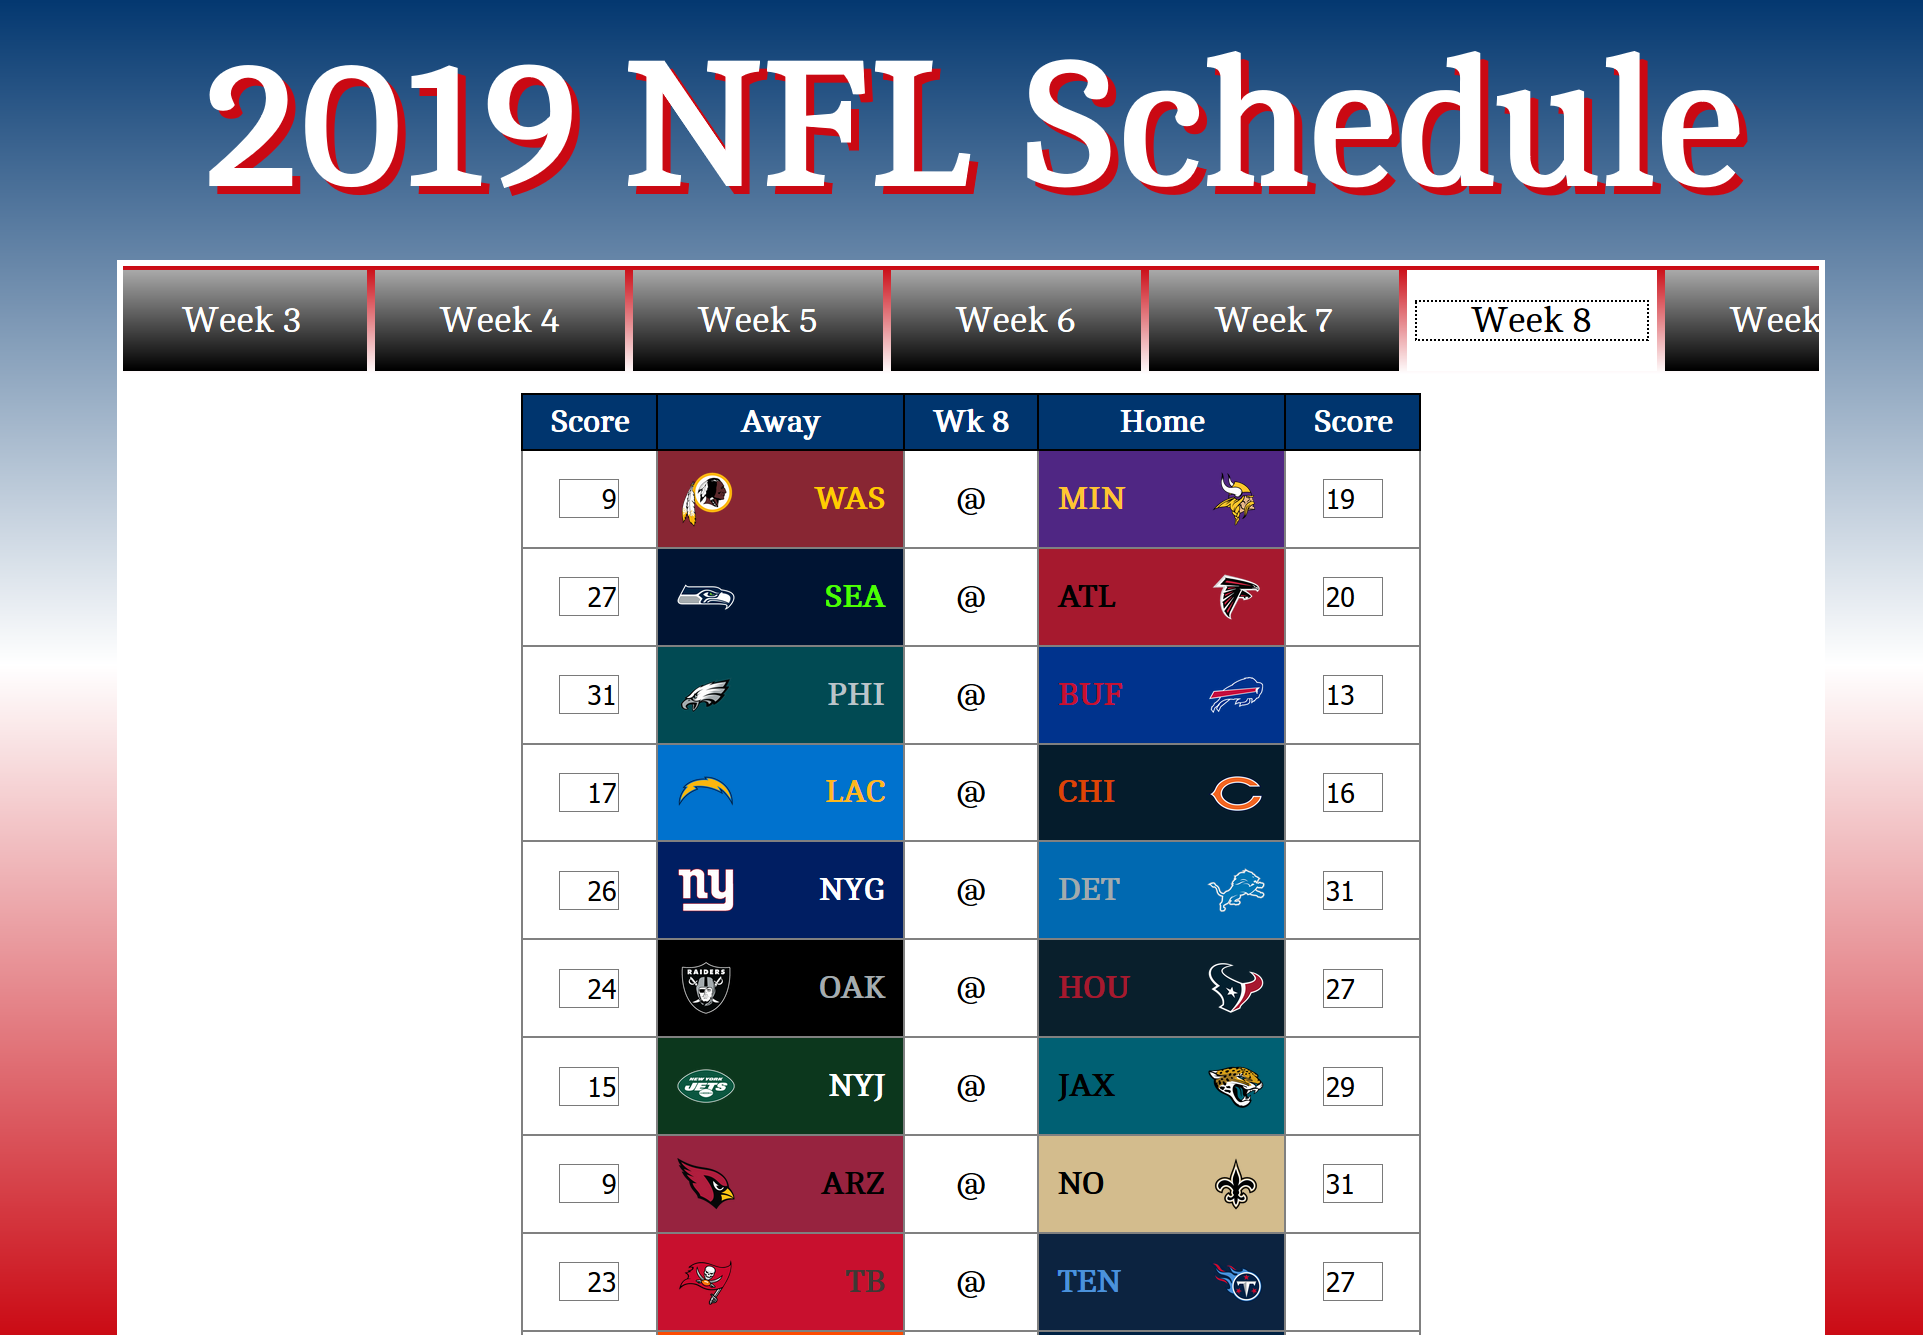 2019 NFL Schedule
Week 3 Week 4 Week 5 Week 6 Week 7 Week 8 Week
Score Away Wk 8 Home Score
9 WAS @ MIN 19
27 SEA @ ATL 20
31 PHI @ BUF 13
17 LAC @ CHI 16
26 ny NYG @ DET 31
24 RAIDERS OAK @ HOU 27
15 NEW YORK JETS NYJ @ JAX 29
9 ARZ @ NO 31
23 TB @ TEN T 27